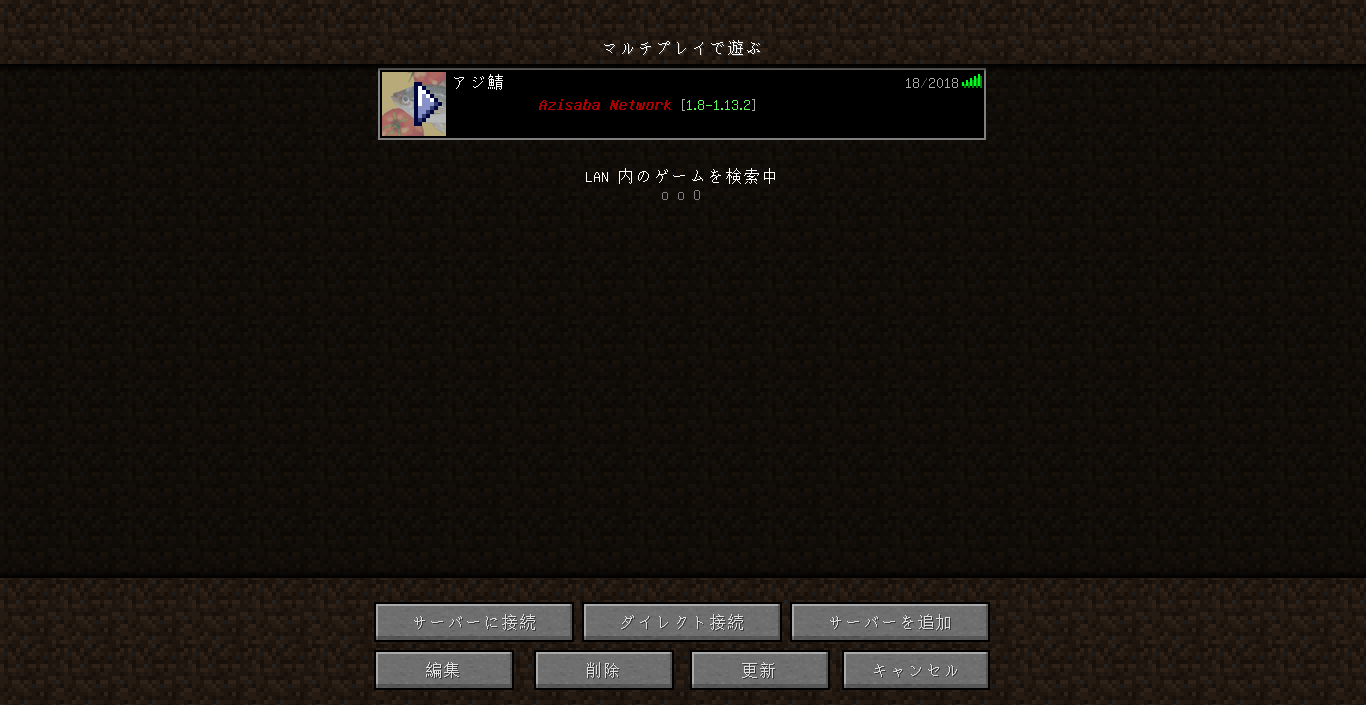 マルチプレイで遊ぶ
アジ鯖
18/2018
Azisaba Network [1.8-1.13.2]
LAN 内のゲームを検索中
o o O
サーバーに接続
ダイレクト接続
サーバーを追加
編集
削除
更新
キャンセル